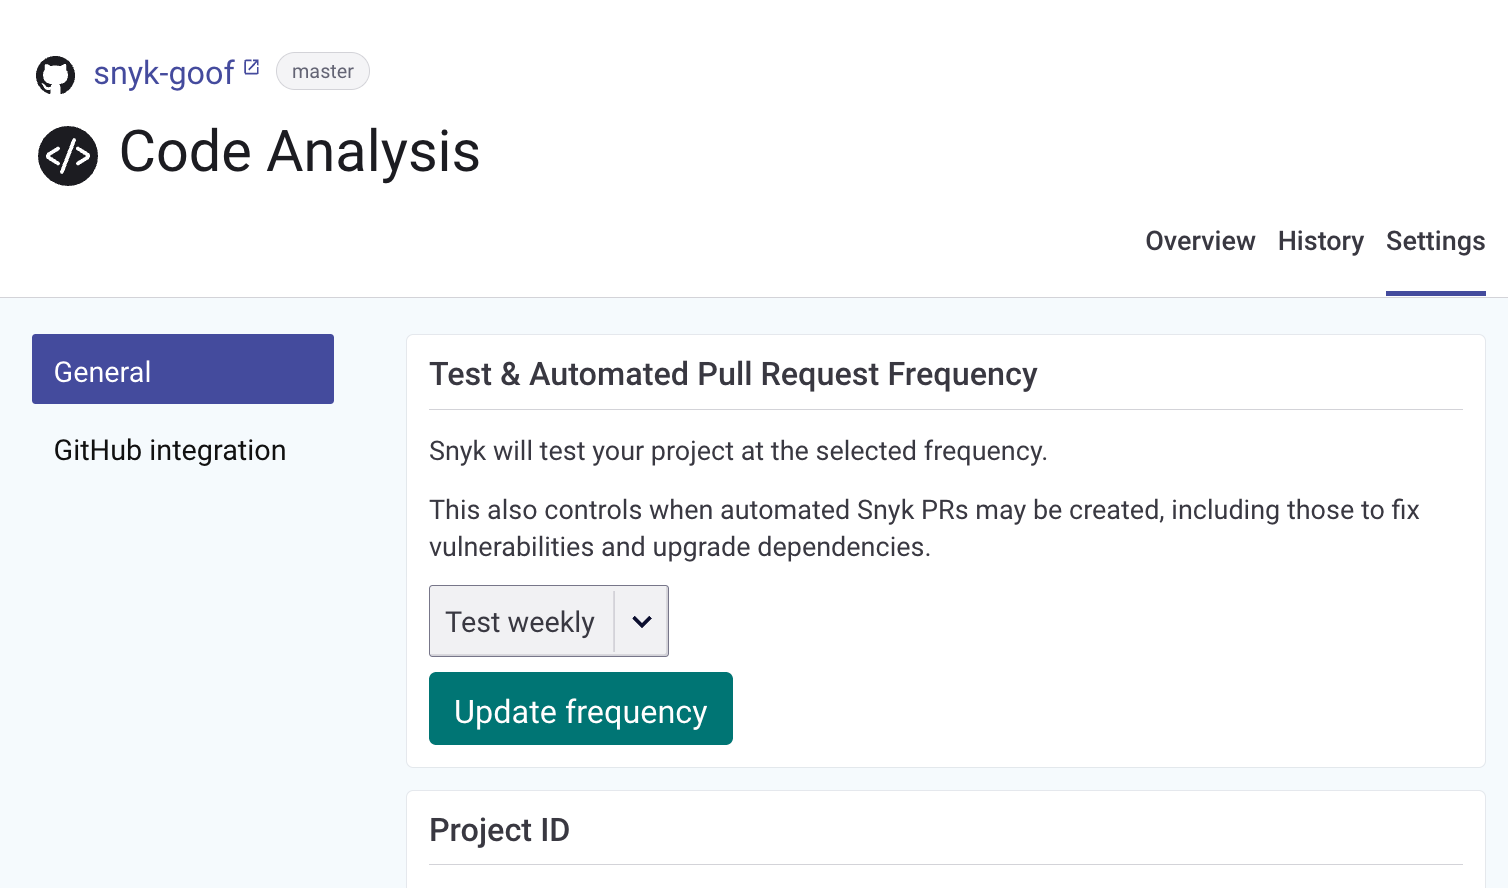 snyk-goof master
</> Code Analysis
Overview History Settings
General
GitHub integration
Test & Automated Pull Request Frequency
Snyk will test your project at the selected frequency.
This also controls when automated Snyk PRs may be created, including those to fix
vulnerabilities and upgrade dependencies.
Test weekly
Update frequency
Project ID